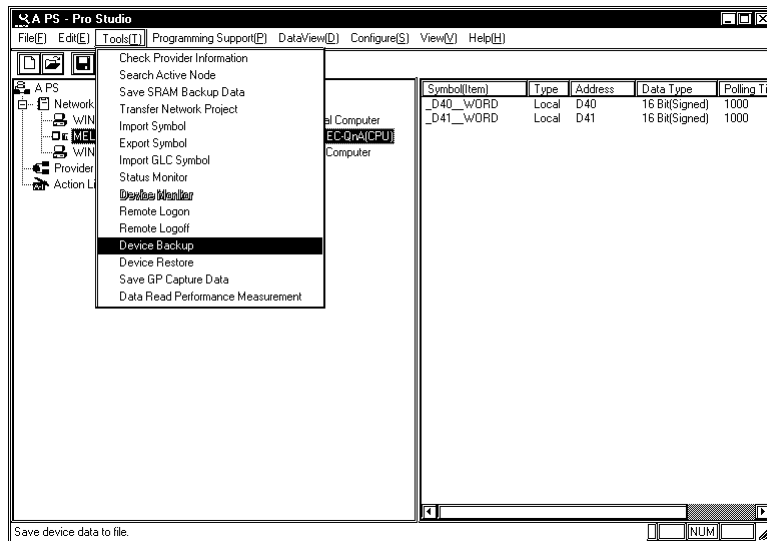 A PS - Pro Studio
File(F) Edit(E) Tools(T) Programming Support(P) DataView(D) Configure(S) View(V) Help(H)
Check Provider Information
Search Active Node
Save SRAM Backup Data
Transfer Network Project
Import Symbol
Export Symbol
Import GLC Symbol
Status Monitor
Device Monitor
Remote Logon
Remote Logoff
Device Backup
Device Restore
Save GP Capture Data
Data Read Performance Measurement
A PS
Network
WIN
al Computer
MEL
EC-QnA(CPU)
WIN
Computer
Provider
Action Li
Symbol(Item) Type Address Data Type Polling Ti
_D40__WORD Local D40 16 Bit(Signed) 1000
_D41__WORD Local D41 16 Bit(Signed) 1000
Save device data to file.
NUM